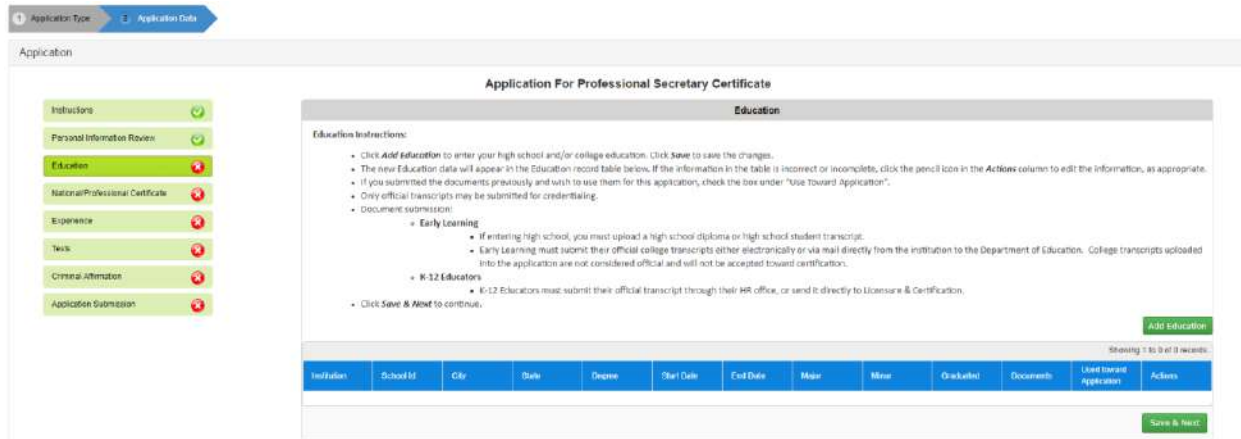 1 Application Type 2 Application Data
Application
Application For Professional Secretary Certificate
Instructions
Personal Information Review
Education
National/Professional Certificate
Experience
Tests
Criminal Affirmation
Application Submission
Education
Education Instructions:
• Click Add Education to enter your high school and/or college education. Click Save to save the changes.
• The new Education data will appear in the Education record table below. If the information in the table is incorrect or incomplete, click the pencil icon in the Actions column to edit the information, as appropriate.
• If you submitted the documents previously and wish to use them for this application, check the box under "Use Toward Application".
• Only official transcripts may be submitted for credentialing.
• Document submission:
• Early Learning
• If entering high school, you must upload a high school diploma or high school student transcript.
• Early Learning must submit their official college transcripts either electronically or via mail directly from the institution to the Department of Education. College transcripts uploaded
into the application are not considered official and will not be accepted toward certification.
• K-12 Educators
• K-12 Educators must submit their official transcript through their HR office, or send it directly to Licensure & Certification.
• Click Save & Next to continue.
Add Education
Showing 1 to 0 of 0 records.
Institution School Id City State Degree Start Date End Date Major Minor Graduated Documents Used toward Application Actions
Save & Next